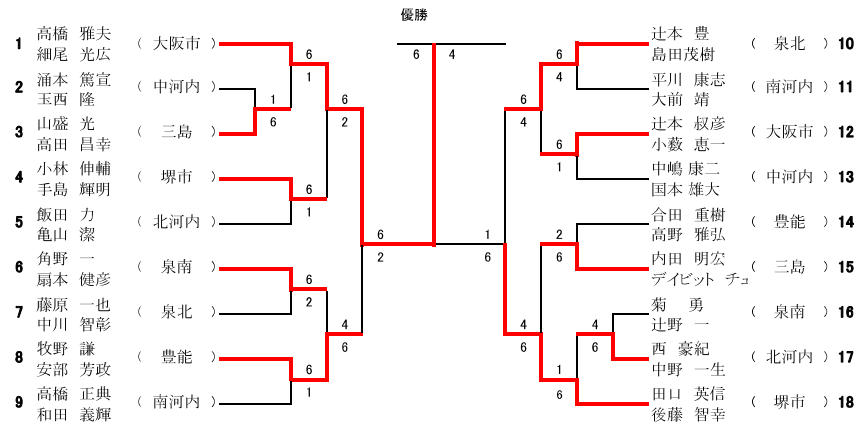 優勝
6 4
1 高橋 雅夫 ( 大阪市 )
細尾 光広
2 涌本 篤宣 ( 中河内 )
玉西 隆
3 山盛 光 ( 三島 )
高田 昌幸
4 小林 伸輔 ( 堺市 )
手島 輝明
5 飯田 力 ( 北河内 )
亀山 潔
6 角野 一 ( 泉南 )
扇本 健彦
7 藤原 一也 ( 泉北 )
中川 智彰
8 牧野 謙 ( 豊能 )
安部 芳政
9 高橋 正典 ( 南河内 )
和田 義輝
6
1
1
6
6
2
6
1
6
2
6
2
4
6
6
1
辻本 豊 ( 泉北 ) 10
島田茂樹
平川 康志 ( 南河内 ) 11
大前 靖
辻本 叔彦 ( 大阪市 ) 12
小薮 恵一
中嶋 康二 ( 中河内 ) 13
国本 雄大
合田 重樹 ( 豊能 ) 14
高野 雅弘
内田 明宏 ( 三島 ) 15
デイビット チュ
菊 勇 ( 泉南 ) 16
辻野 一
西 豪紀 ( 北河内 ) 17
中野 一生
田口 英信 ( 堺市 ) 18
後藤 智幸
6
4
6
4
6
1
1
6
2
6
4
6
4
6
1
6